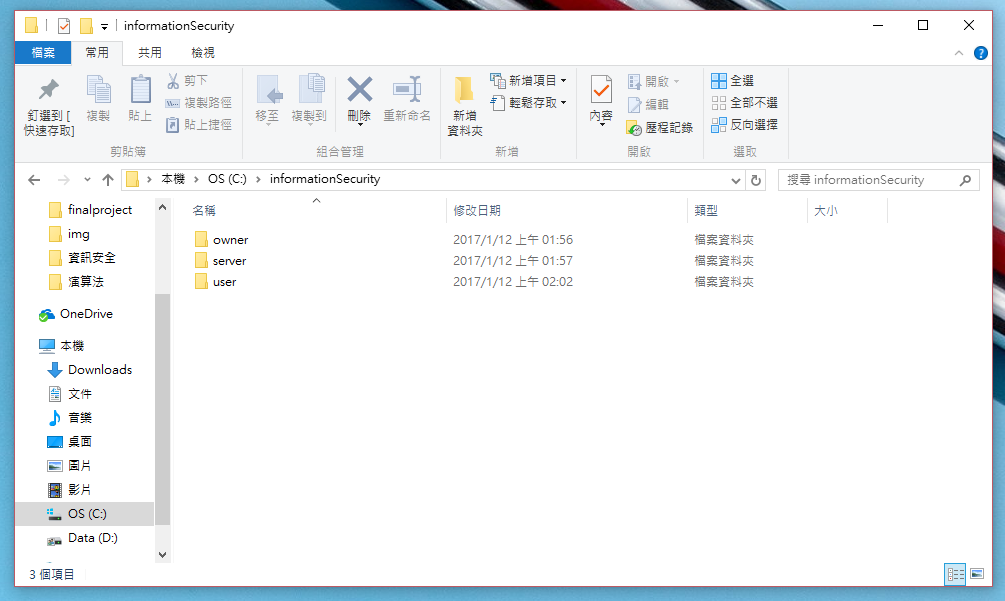 informationSecurity
檔案 常用 共用 檢視
釘選到 [
快速存取]
複製
貼上
剪下
複製路徑
貼上捷徑
剪貼簿
移至
複製到
刪除
重新命名
組合管理
新增
資料夾
新增項目
輕鬆存取
新增
內容
開啟
編輯
歷程記錄
開啟
全選
全部不選
反向選擇
選取
本機 OS (C:) informationSecurity
搜尋 informationSecurity
finalproject
img
資訊安全
演算法
OneDrive
本機
Downloads
文件
音樂
桌面
圖片
影片
OS (C:)
Data (D:)
名稱 修改日期 類型 大小
owner 2017/1/12 上午 01:56 檔案資料夾
server 2017/1/12 上午 01:57 檔案資料夾
user 2017/1/12 上午 02:02 檔案資料夾
3 個項目